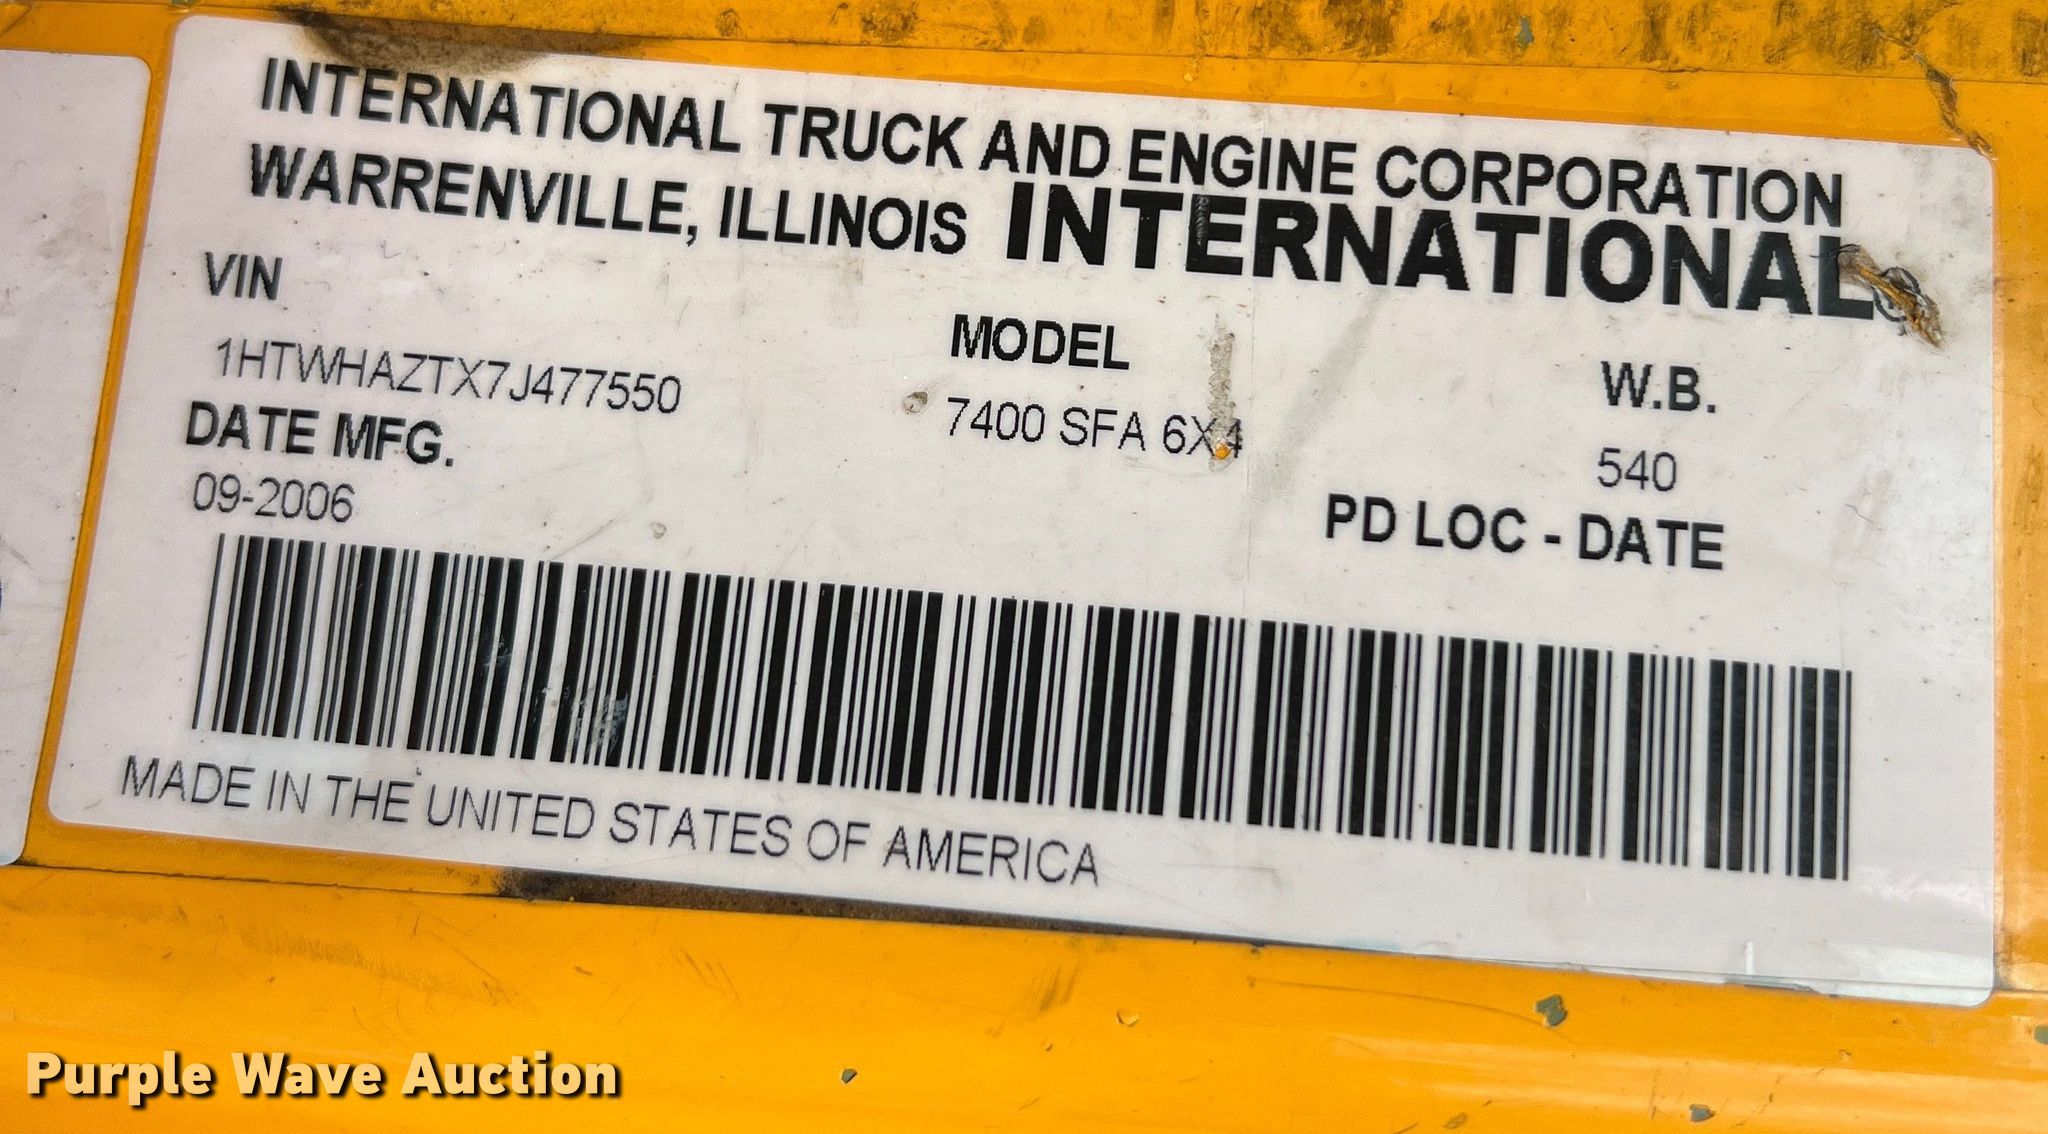 INTERNATIONAL TRUCK AND ENGINE CORPORATION
WARRENVILLE, ILLINOIS INTERNATIONAL
VIN MODEL W.B.
1HTWHAZTX7J477550 7400 SFA 6X4 540
DATE MFG. PD LOC - DATE
09-2006
MADE IN THE UNITED STATES OF AMERICA
Purple Wave Auction